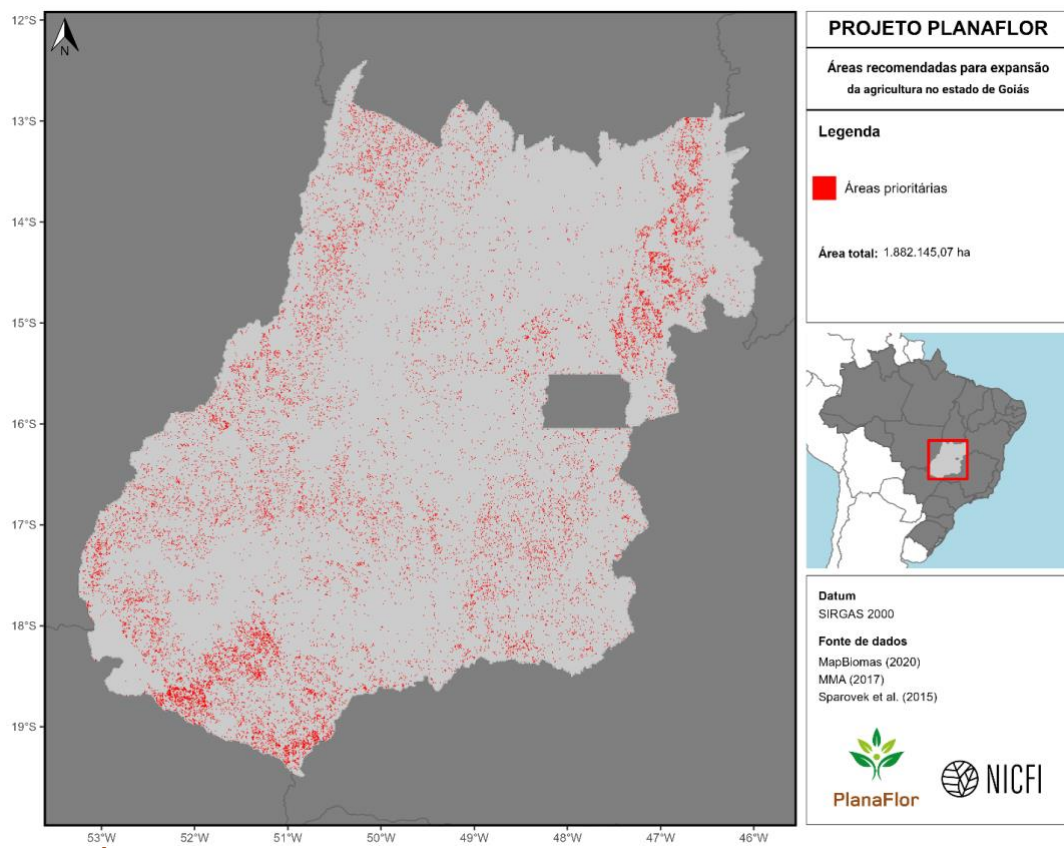 12°S
13°S
14°S
15°S
16°S
17°S
18°S
19°S
N
53°W
52°W
51°W
50°W
49°W
48°W
47°W
46°W
PROJETO PLANAFLOR
Áreas recomendadas para expansão
da agricultura no estado de Goiás
Legenda
Áreas prioritárias
Área total: 1.882.145,07 ha
Datum
SIRGAS 2000
Fonte de dados
MapBiomas (2020)
MMA (2017)
Sparovek et al. (2015)
PlanaFlor
NICFI